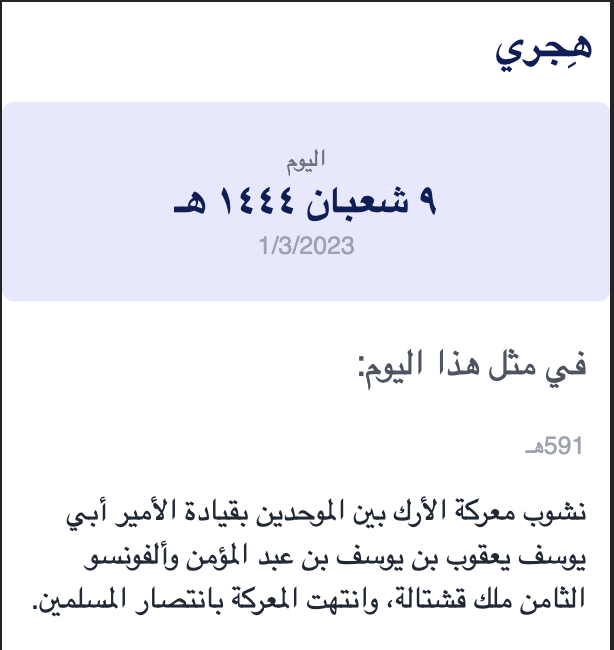 هِجري
اليوم
٩ شعبان ١٤٤٤ هـ
1/3/2023
في مثل هذا اليوم:
591هـ
نشوب معركة الأرك بين الموحدين بقيادة الأمير أبي
يوسف يعقوب بن يوسف بن عبد المؤمن وألفونسو
الثامن ملك قشتالة، وانتهت المعركة بانتصار المسلمين.